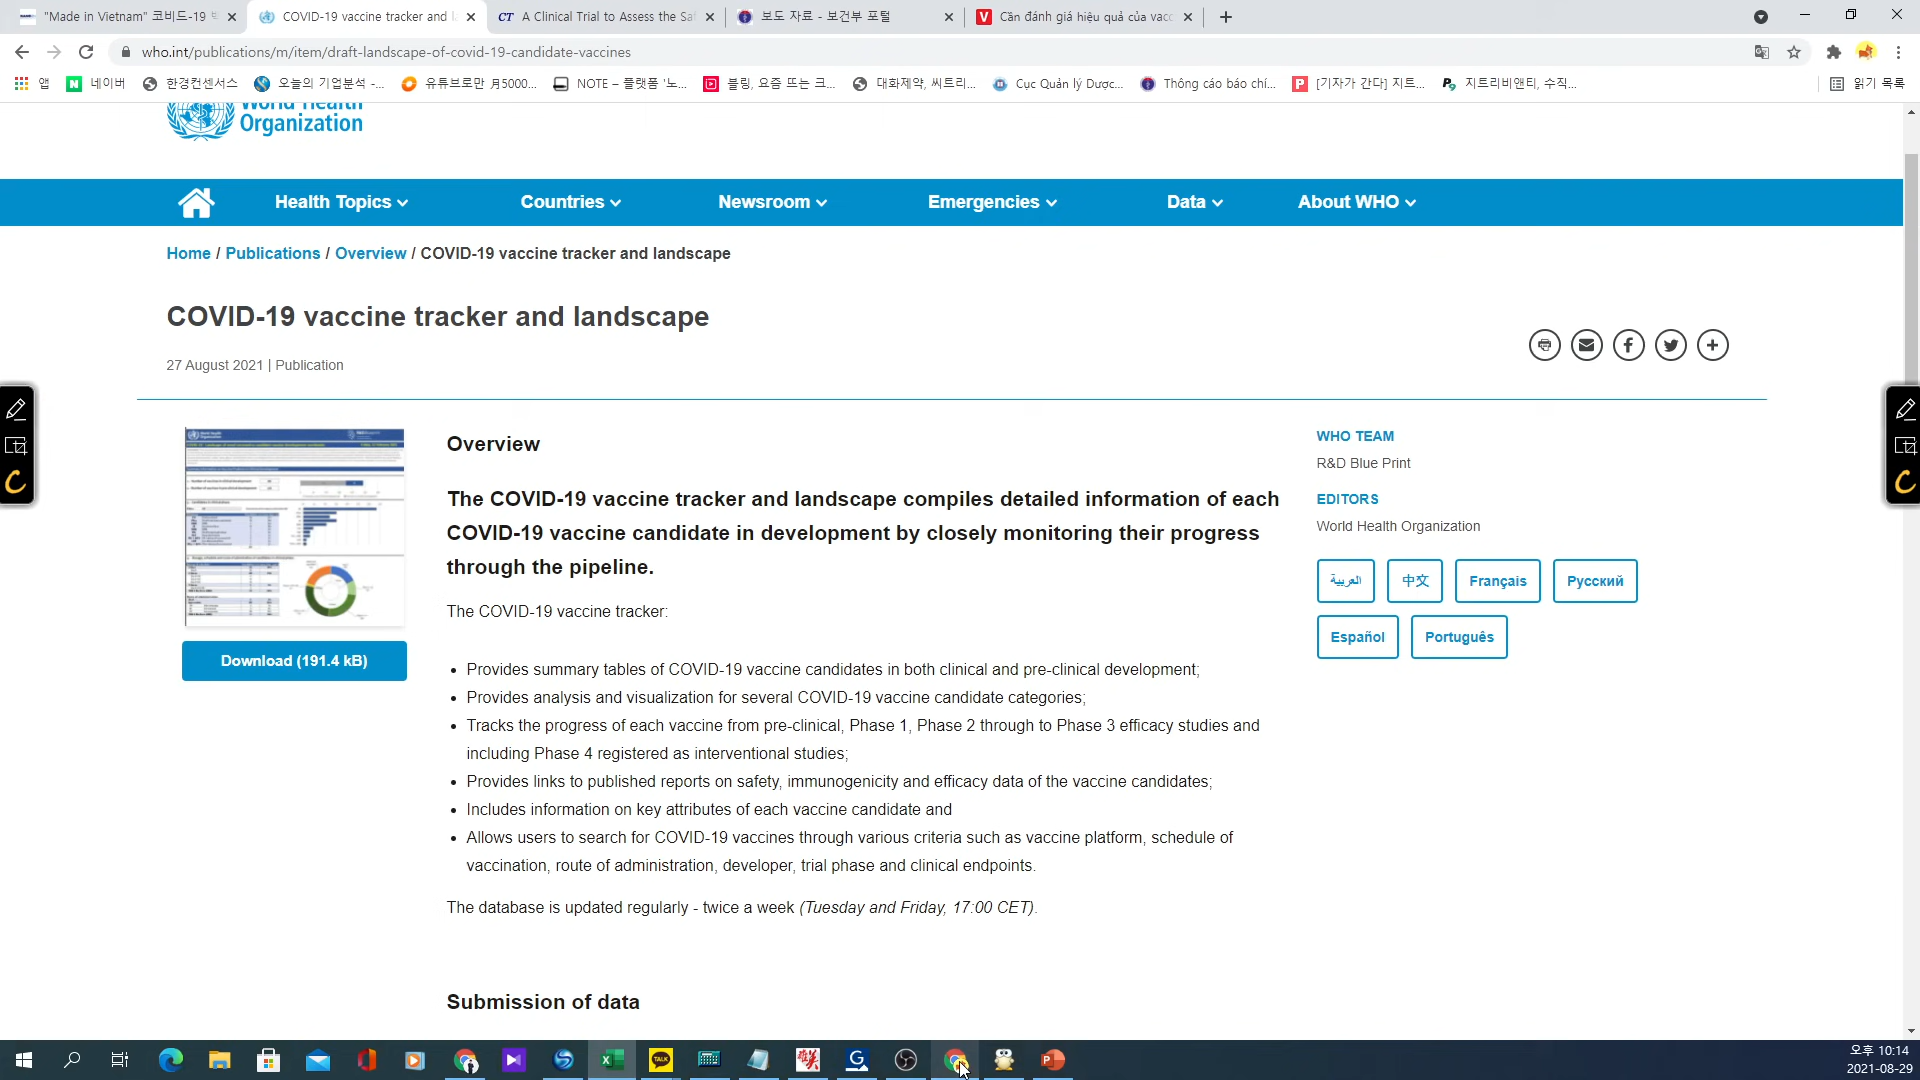 "Made in Vietnam" 코비드-19
COVID-19 vaccine tracker and l
A Clinical Trial to Assess the Sa
보도 자료 - 보건부 포털
Cần đánh giá hiệu quả của vac
who.int/publications/m/item/draft-landscape-of-covid-19-candidate-vaccines
앱
네이버
한경컨센서스
오늘의 기업분석 -...
유튜브로만 月5000...
NOTE – 플랫폼 '노...
블링, 요즘 뜨는 크...
대화제약, 씨트리...
Cục Quản lý Dược...
Thông cáo báo chí...
[기자가 간다] 지트...
지트리비앤티, 수직...
읽기 목록
World Health
Organization
Health Topics
Countries
Newsroom
Emergencies
Data
About WHO
Home / Publications / Overview / COVID-19 vaccine tracker and landscape
COVID-19 vaccine tracker and landscape
27 August 2021 | Publication
Download (191.4 kB)
Overview
The COVID-19 vaccine tracker and landscape compiles detailed information of each
COVID-19 vaccine candidate in development by closely monitoring their progress
through the pipeline.
The COVID-19 vaccine tracker:
• Provides summary tables of COVID-19 vaccine candidates in both clinical and pre-clinical development;
• Provides analysis and visualization for several COVID-19 vaccine candidate categories;
• Tracks the progress of each vaccine from pre-clinical, Phase 1, Phase 2 through to Phase 3 efficacy studies and
including Phase 4 registered as interventional studies;
• Provides links to published reports on safety, immunogenicity and efficacy data of the vaccine candidates;
• Includes information on key attributes of each vaccine candidate and
• Allows users to search for COVID-19 vaccines through various criteria such as vaccine platform, schedule of
vaccination, route of administration, developer, trial phase and clinical endpoints.
The database is updated regularly - twice a week (Tuesday and Friday, 17:00 CET).
Submission of data
WHO TEAM
R&D Blue Print
EDITORS
World Health Organization
العربية
中文
Français
Русский
Español
Português
오후 10:14
2021-08-29